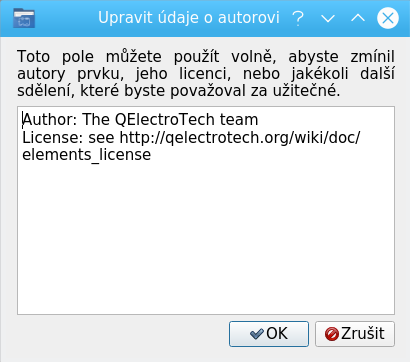 Upravit údaje o autorovi
Toto pole můžete použít volně, abyste zmínil
autory prvku, jeho licenci, nebo jakékoli další
sdělení, které byste považoval za užitečné.
Author: The QElectroTech team
License: see http://qelectrotech.org/wiki/doc/
elements_license
OK
Zrušit